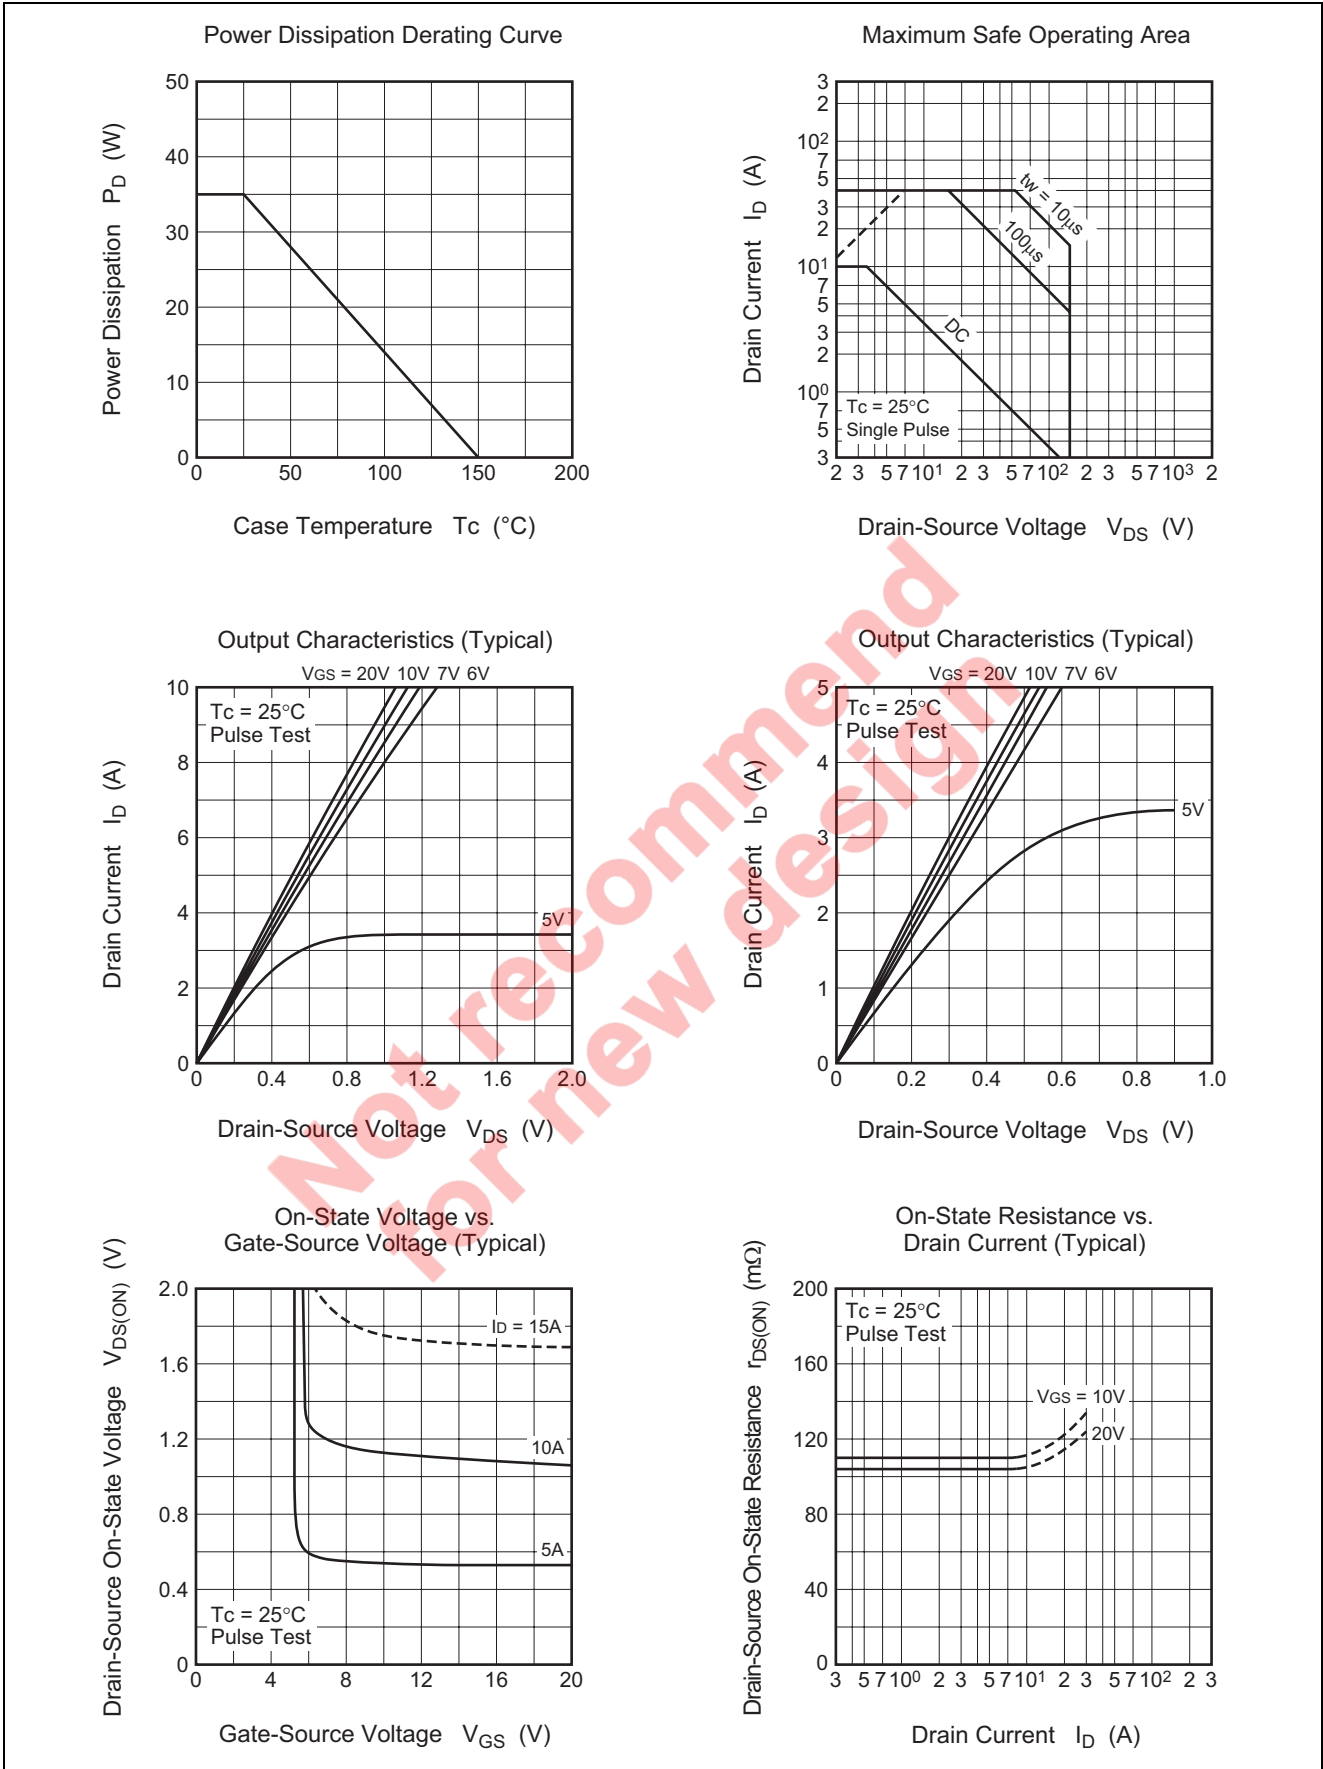 Power Dissipation Derating Curve
Power Dissipation PD (W)
50
40
30
20
10
0
0 50 100 150 200
Case Temperature Tc (°C)
Maximum Safe Operating Area
Drain Current ID (A)
3
2
10²
7
5
3
2
10¹
7
5
3
2
10⁰
7
5
3
tw = 10μs
100μs
DC
Tc = 25°C
Single Pulse
2 3 5 7 10¹ 2 3 5 7 10² 2 3 5 7 10³ 2
Drain-Source Voltage VDS (V)
Output Characteristics (Typical)
VGS = 20V 10V 7V 6V
Drain Current ID (A)
10
8
6
4
2
0
Tc = 25°C
Pulse Test
5V
0 0.4 0.8 1.2 1.6 2.0
Drain-Source Voltage VDS (V)
Output Characteristics (Typical)
VGS = 20V 10V 7V 6V
Drain Current ID (A)
5
4
3
2
1
0
Tc = 25°C
Pulse Test
5V
0 0.2 0.4 0.6 0.8 1.0
Drain-Source Voltage VDS (V)
On-State Voltage vs.
Gate-Source Voltage (Typical)
Drain-Source On-State Voltage VDS(ON) (V)
2.0
1.6
1.2
0.8
0.4
0
ID = 15A
10A
5A
Tc = 25°C
Pulse Test
0 4 8 12 16 20
Gate-Source Voltage VGS (V)
On-State Resistance vs.
Drain Current (Typical)
Drain-Source On-State Resistance rDS(ON) (mΩ)
200
160
120
80
40
0
Tc = 25°C
Pulse Test
VGS = 10V
20V
3 5 7 10⁰ 2 3 5 7 10¹ 2 3 5 7 10² 2 3
Drain Current ID (A)
Not recommend
for new design